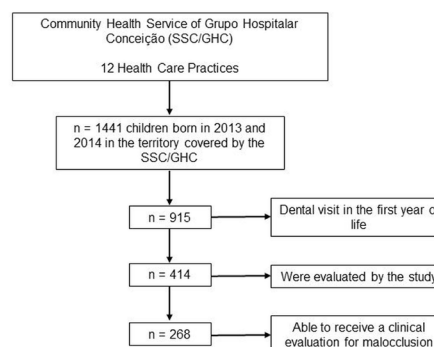 Community Health Service of Grupo Hospitalar
Conceição (SSC/GHC)
12 Health Care Practices
n = 1441 children born in 2013 and
2014 in the territory covered by the
SSC/GHC
n = 915
Dental visit in the first year o
life
n = 414
Were evaluated by the study
n = 268
Able to receive a clinical
evaluation for malocclusion